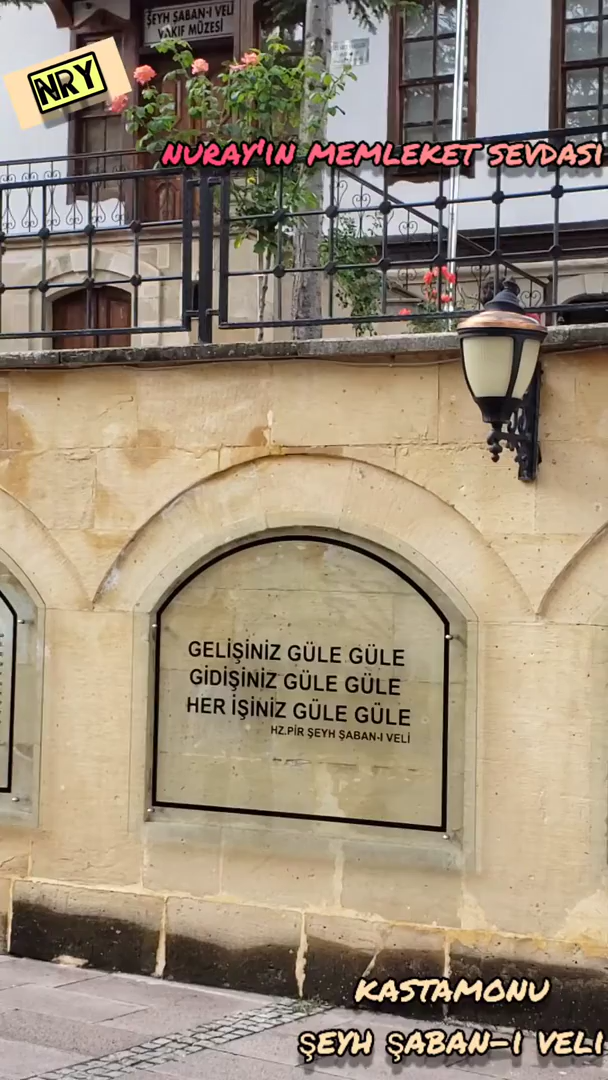 ŞEYH ŞABAN-I VELİ
VAKIF MÜZESİ
NRY
NURAY'IN MEMLEKET SEVDASI
GELİŞİNİZ GÜLE GÜLE
GİDİŞİNİZ GÜLE GÜLE
HER İŞİNİZ GÜLE GÜLE
HZ.PİR ŞEYH ŞABAN-I VELİ
KASTAMONU
ŞEYH ŞABAN-I VELI